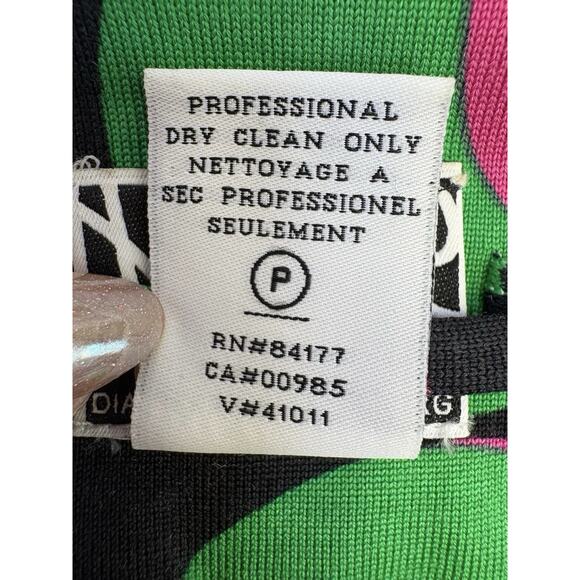 PROFESSIONAL
DRY CLEAN ONLY
NETTOYAGE A
SEC PROFESSIONEL
SEULEMENT
P
RN#84177
CA#00985
V#41011